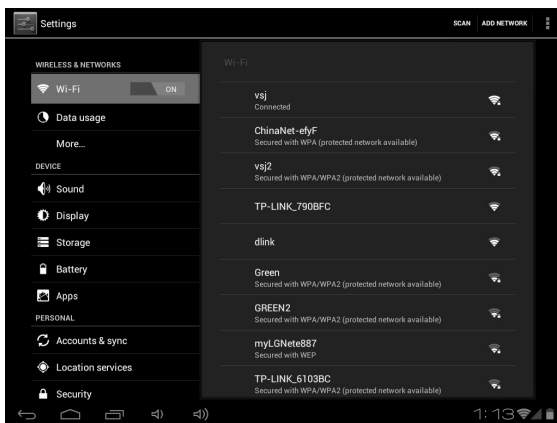 Settings
SCAN
ADD NETWORK
WIRELESS & NETWORKS
Wi-Fi
ON
Data usage
More...
DEVICE
Sound
Display
Storage
Battery
Apps
PERSONAL
Accounts & sync
Location services
Security
Wi-Fi
vsj
Connected
ChinaNet-efyF
Secured with WPA (protected network available)
vsj2
Secured with WPA/WPA2 (protected network available)
TP-LINK_790BFC
dlink
Green
Secured with WPA/WPA2 (protected network available)
GREEN2
Secured with WPA/WPA2 (protected network available)
myLGNete887
Secured with WEP
TP-LINK_6103BC
Secured with WPA/WPA2 (protected network available)
1:13